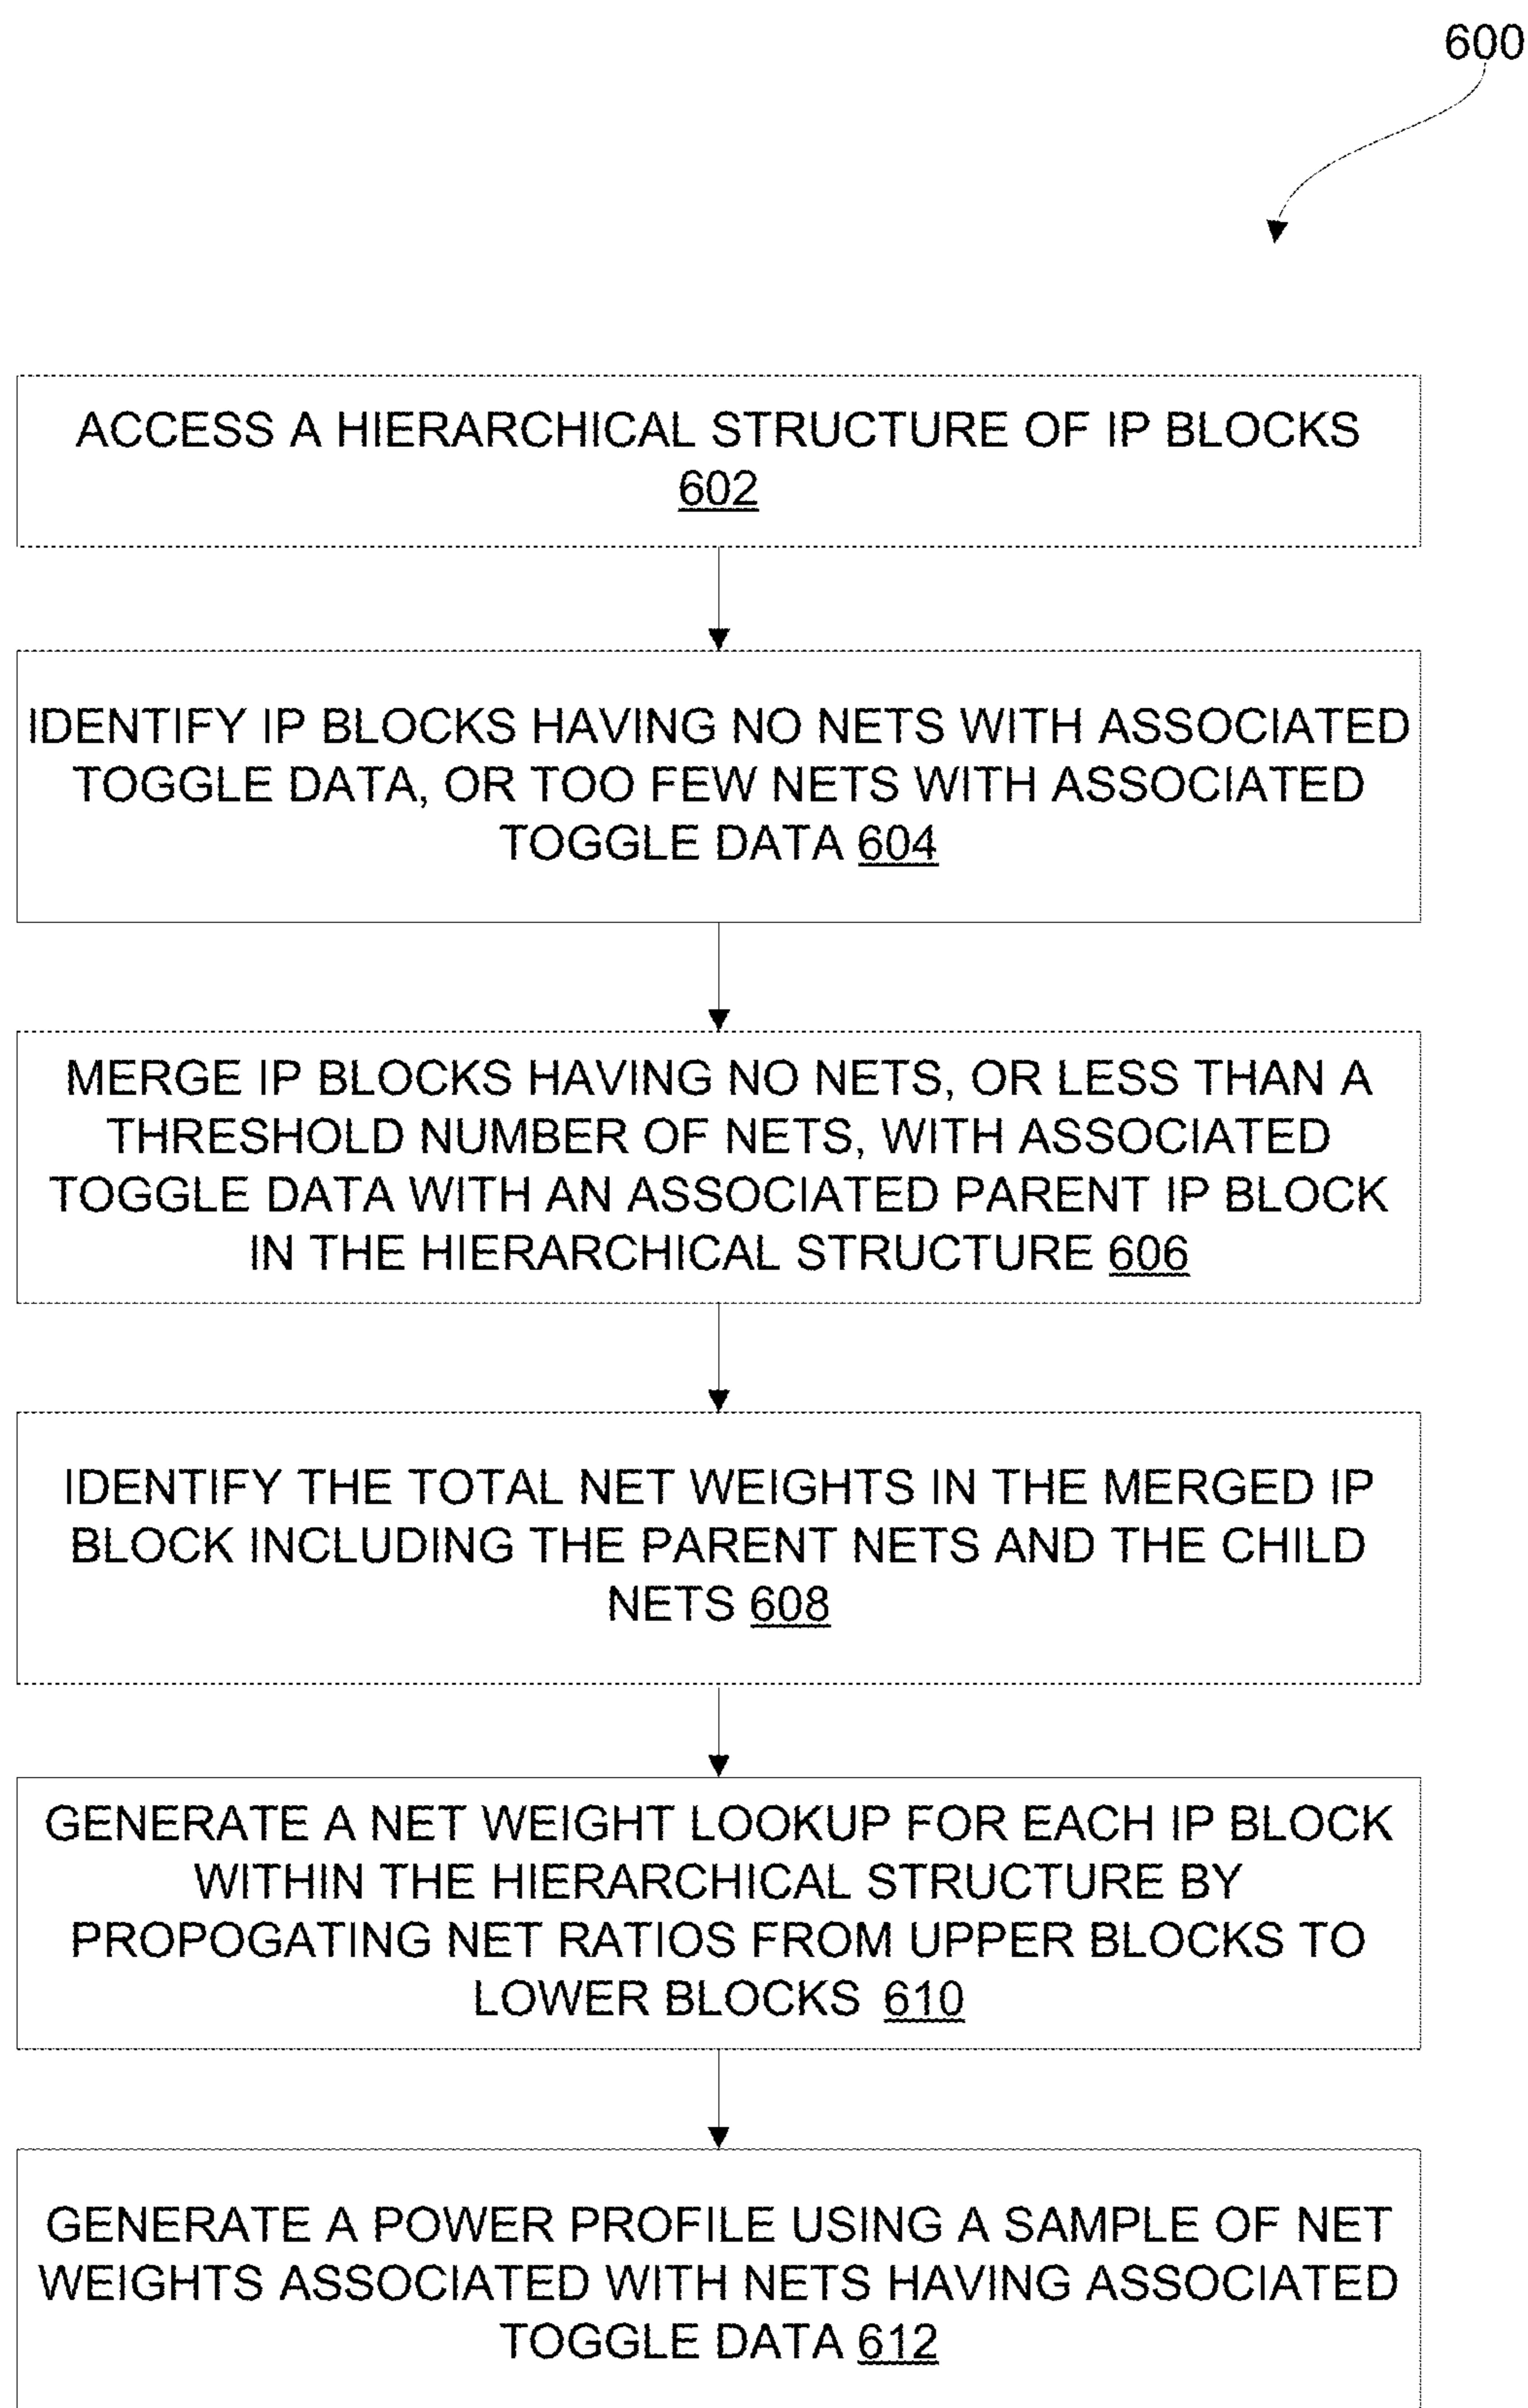 600
ACCESS A HIERARCHICAL STRUCTURE OF IP BLOCKS
602
IDENTIFY IP BLOCKS HAVING NO NETS WITH ASSOCIATED
TOGGLE DATA, OR TOO FEW NETS WITH ASSOCIATED
TOGGLE DATA 604
MERGE IP BLOCKS HAVING NO NETS, OR LESS THAN A
THRESHOLD NUMBER OF NETS, WITH ASSOCIATED
TOGGLE DATA WITH AN ASSOCIATED PARENT IP BLOCK
IN THE HIERARCHICAL STRUCTURE 606
IDENTIFY THE TOTAL NET WEIGHTS IN THE MERGED IP
BLOCK INCLUDING THE PARENT NETS AND THE CHILD
NETS 608
GENERATE A NET WEIGHT LOOKUP FOR EACH IP BLOCK
WITHIN THE HIERARCHICAL STRUCTURE BY
PROPOGATING NET RATIOS FROM UPPER BLOCKS TO
LOWER BLOCKS 610
GENERATE A POWER PROFILE USING A SAMPLE OF NET
WEIGHTS ASSOCIATED WITH NETS HAVING ASSOCIATED
TOGGLE DATA 612